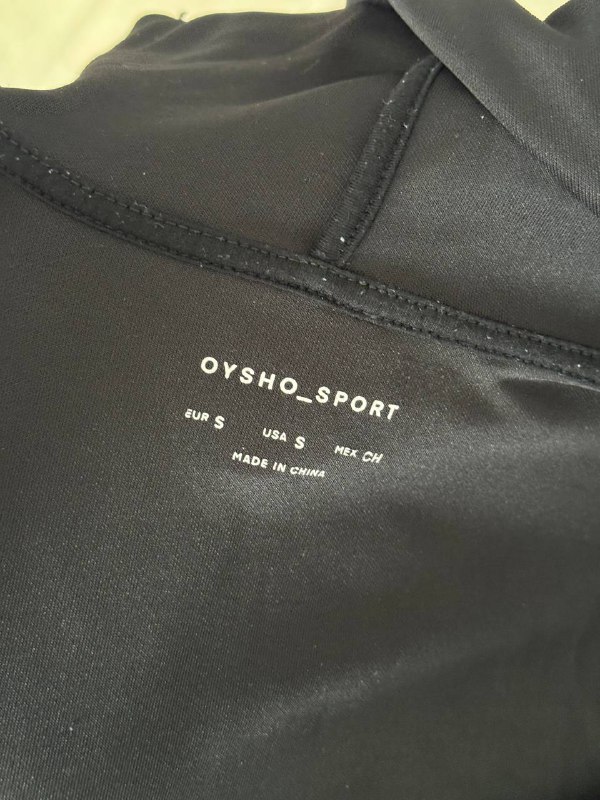 OYSHO_SPORT
EUR S USA S MEX CH
MADE IN CHINA